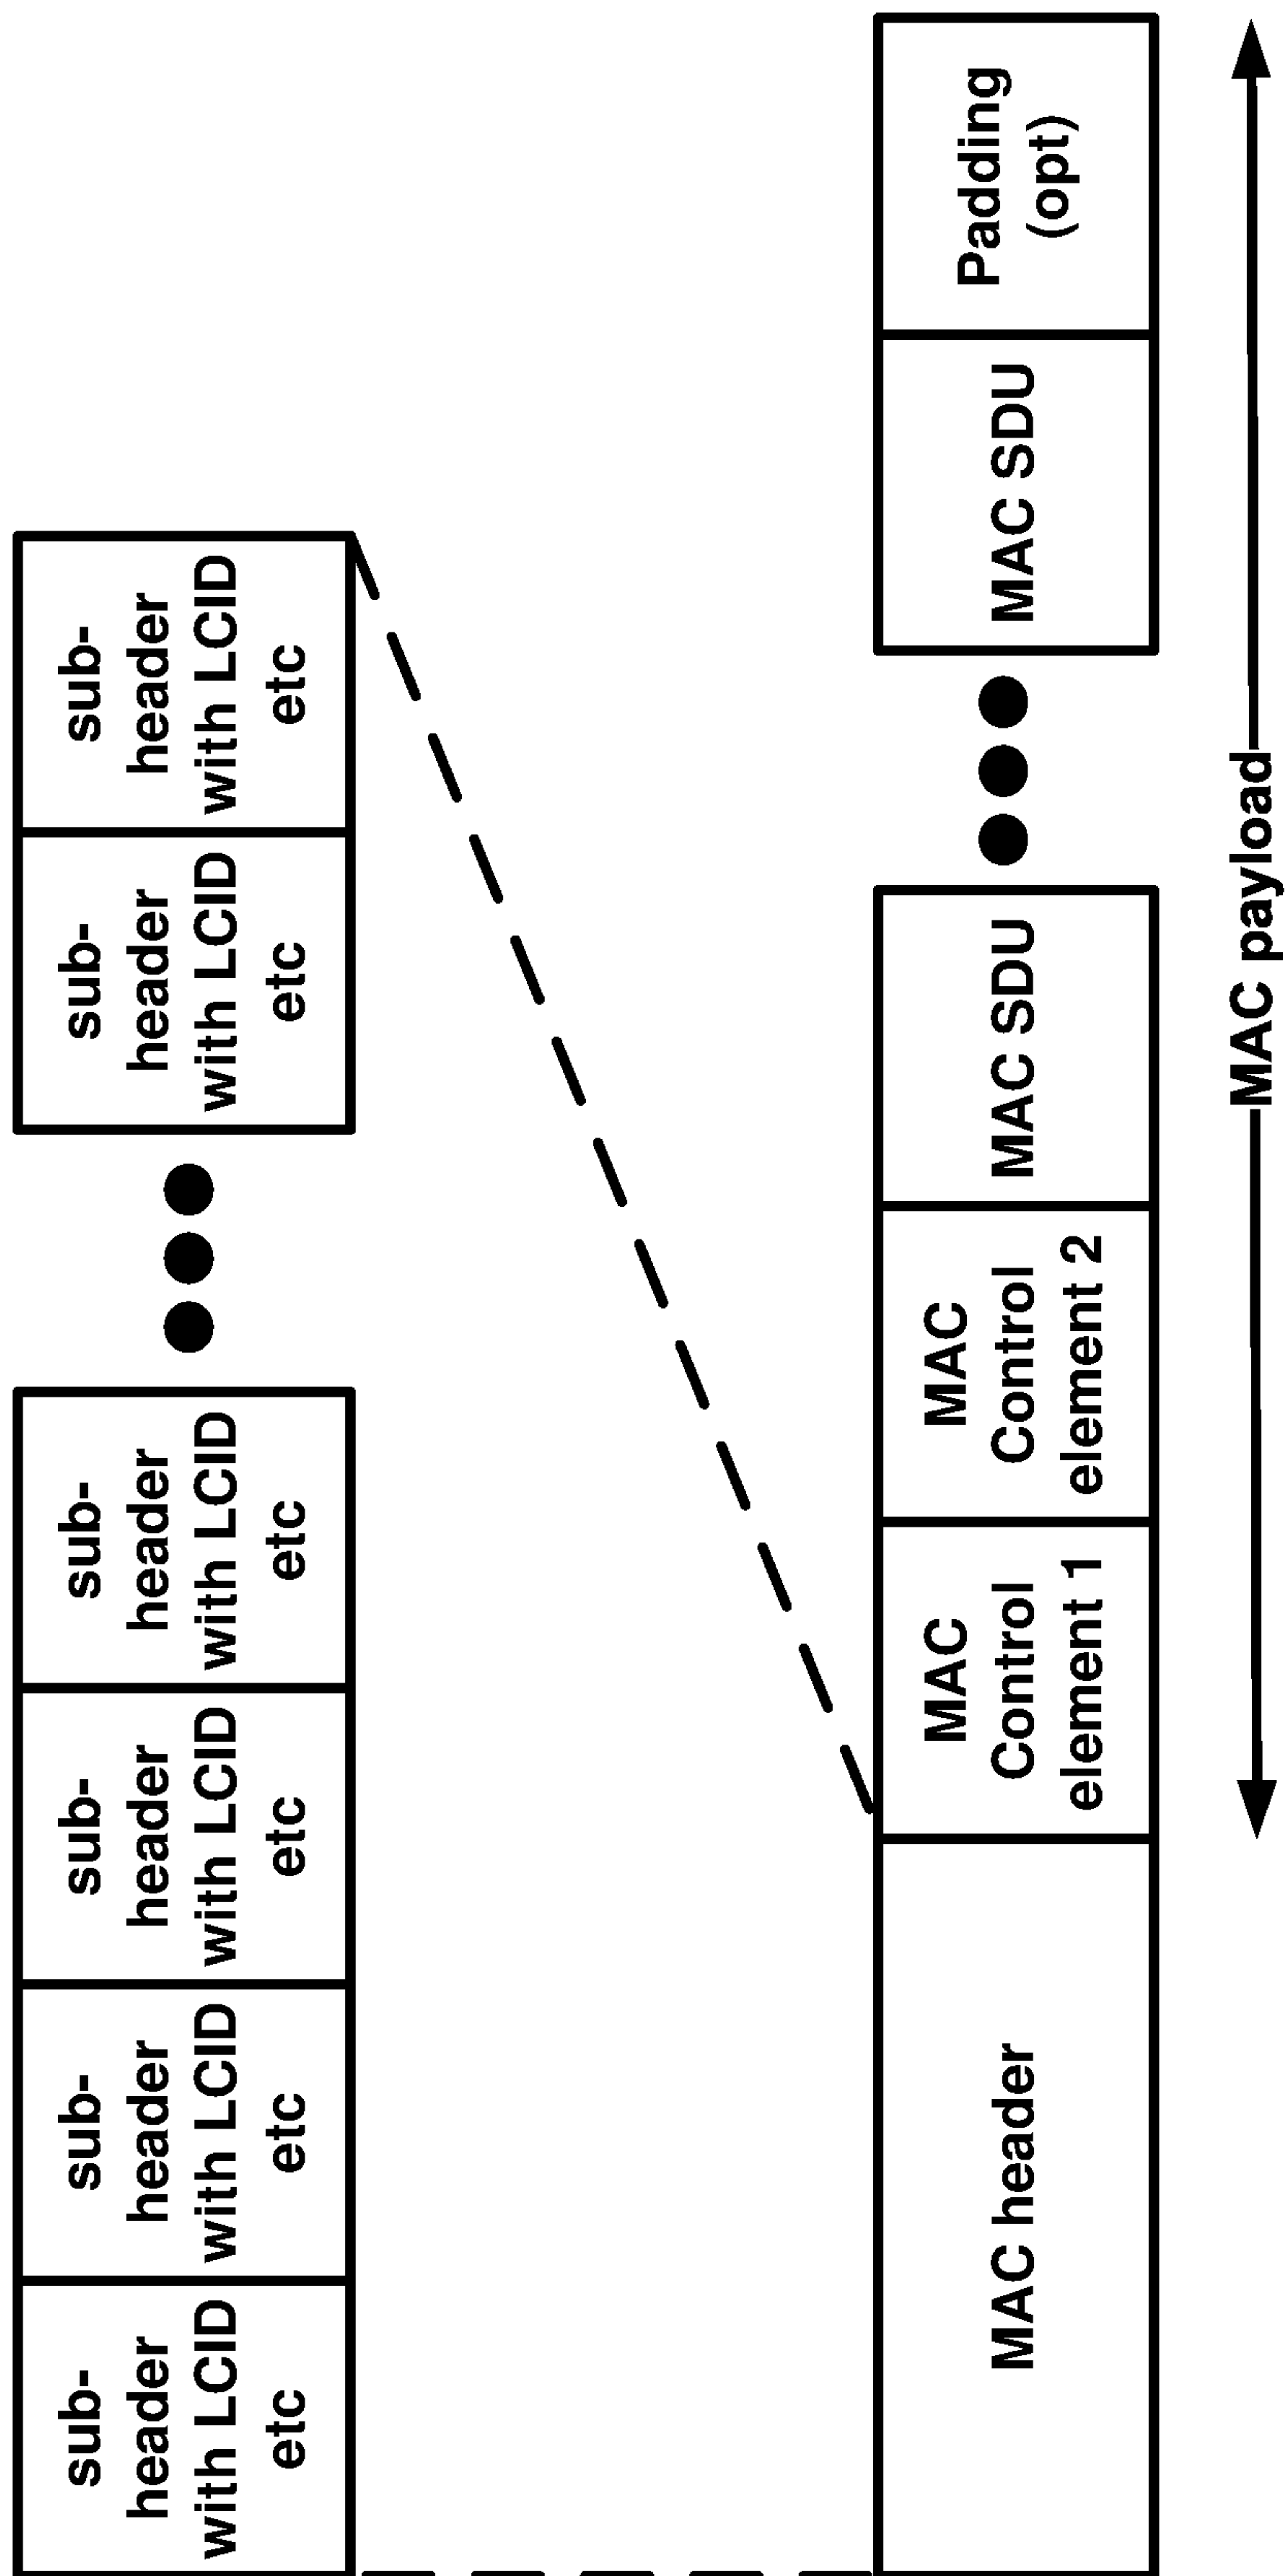 sub-
header
with LCID
etc
sub-
header
with LCID
etc
sub-
header
with LCID
etc
sub-
header
with LCID
etc
sub-
header
with LCID
etc
sub-
header
with LCID
etc
MAC header
MAC
Control
element 1
MAC
Control
element 2
MAC SDU
MAC SDU
Padding
(opt)
MAC payload